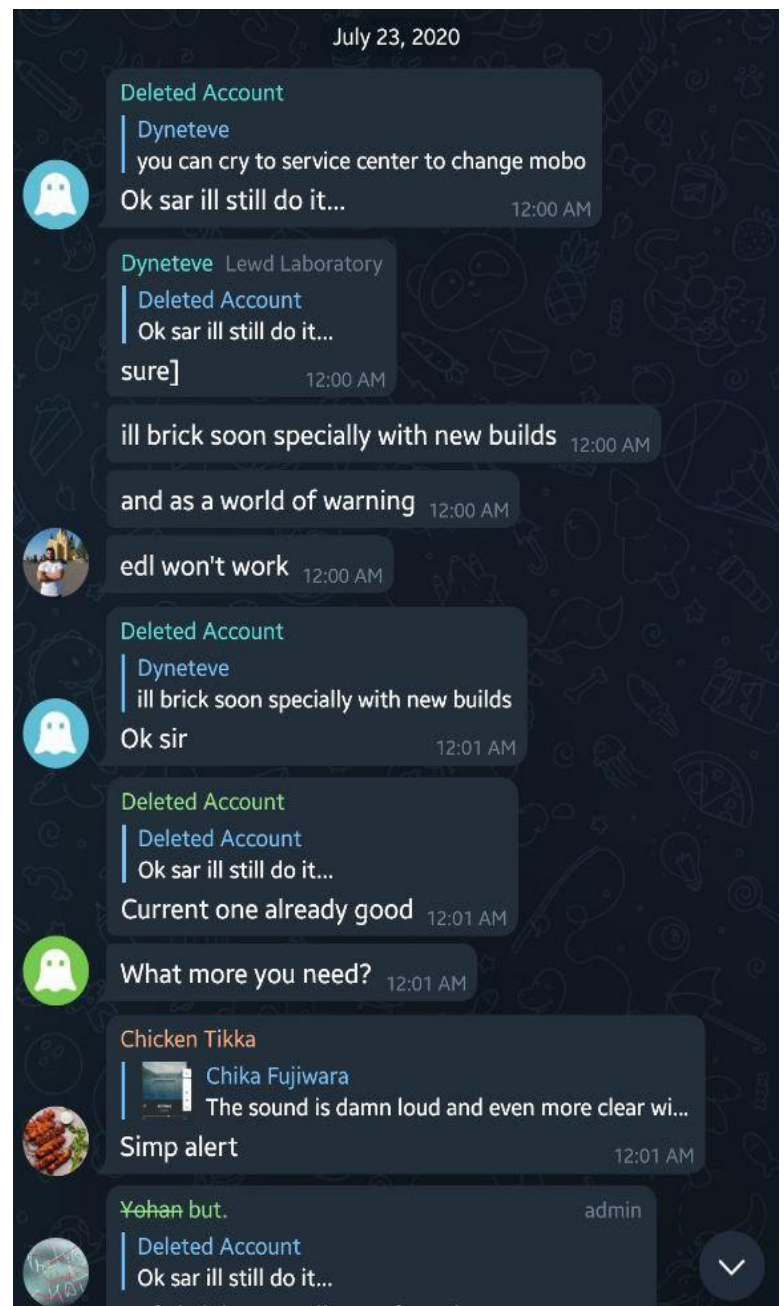 July 23, 2020
Deleted Account
Dyneteve
you can cry to service center to change mobo
Ok sar ill still do it...
12:00 AM
Dyneteve Lewd Laboratory
Deleted Account
Ok sar ill still do it...
sure]
12:00 AM
ill brick soon specially with new builds 12:00 AM
and as a world of warning 12:00 AM
edl won't work 12:00 AM
Deleted Account
Dyneteve
ill brick soon specially with new builds
Ok sir
12:01 AM
Deleted Account
Deleted Account
Ok sar ill still do it...
Current one already good 12:01 AM
What more you need? 12:01 AM
Chicken Tikka
Chika Fujiwara
The sound is damn loud and even more clear wi...
Simp alert
12:01 AM
Yohan but. admin
Deleted Account
Ok sar ill still do it...